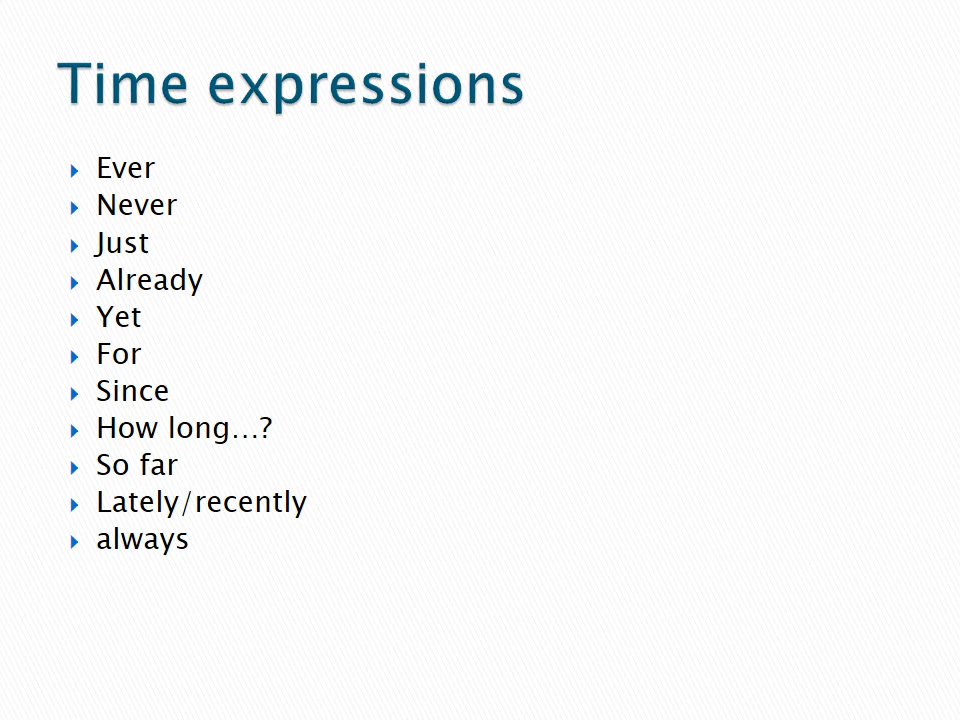 Time expressions
Ever
Never
Just
Already
Yet
For
Since
How long…?
So far
Lately/recently
always